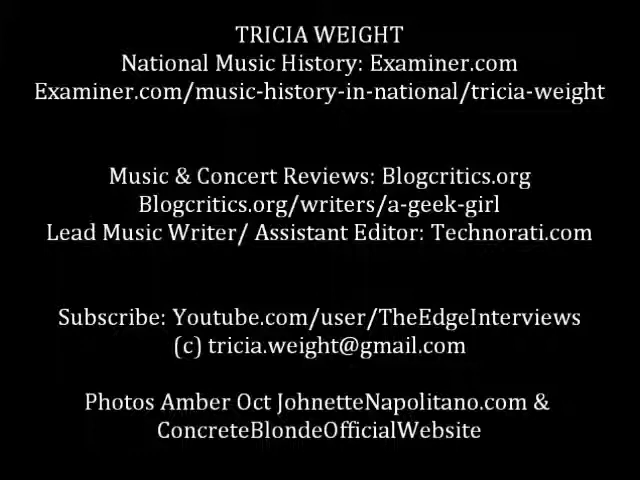 TRICIA WEIGHT
National Music History: Examiner.com
Examiner.com/music-history-in-national/tricia-weight
Music & Concert Reviews: Blogcritics.org
Blogcritics.org/writers/a-geek-girl
Lead Music Writer/ Assistant Editor: Technorati.com
Subscribe: Youtube.com/user/TheEdgeInterviews
(c) tricia.weight@gmail.com
Photos Amber Oct JohnetteNapolitano.com &
ConcreteBlondeOfficialWebsite